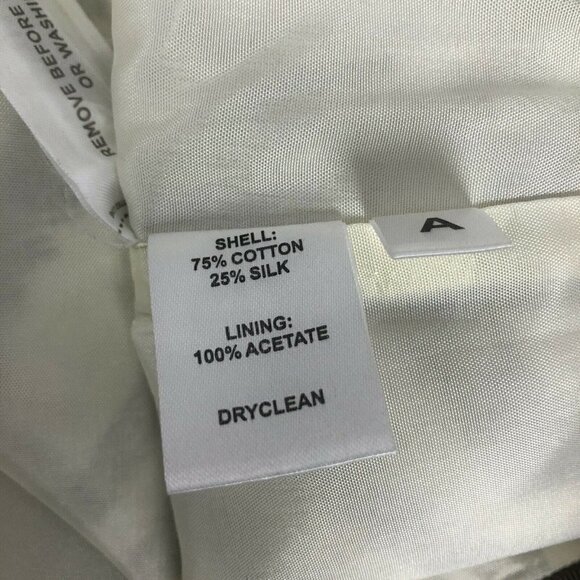 REMOVE BEFORE
OR WASHI
SHELL:
75% COTTON
25% SILK
LINING:
100% ACETATE
DRYCLEAN
A